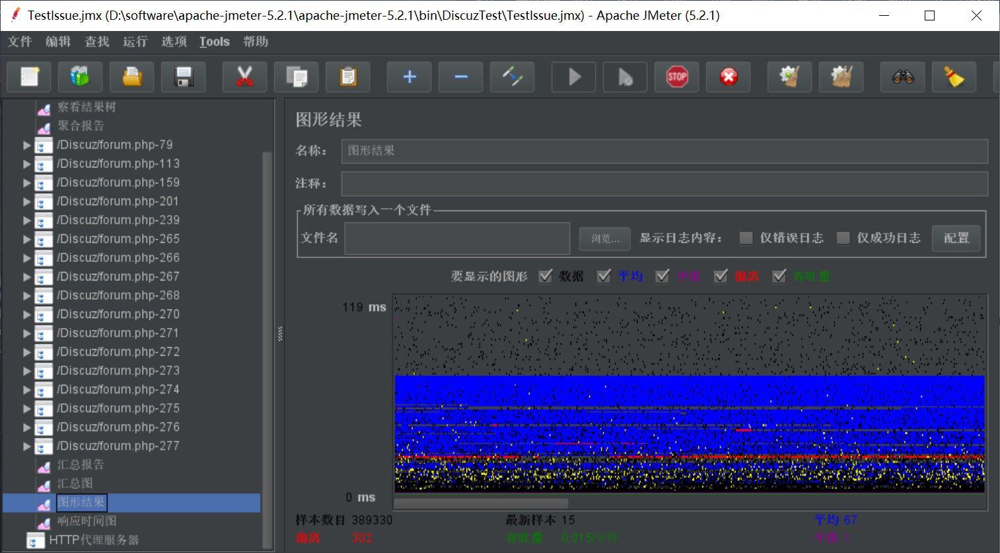 TestIssue.jmx (D:\software\apache-jmeter-5.2.1\apache-jmeter-5.2.1\bin\DiscuzTest\TestIssue.jmx) - Apache JMeter (5.2.1)
文件 编辑 查找 运行 选项 Tools 帮助
STOP
察看结果树
聚合报告
/Discuz/forum.php-79
/Discuz/forum.php-113
/Discuz/forum.php-159
/Discuz/forum.php-201
/Discuz/forum.php-239
/Discuz/forum.php-265
/Discuz/forum.php-266
/Discuz/forum.php-267
/Discuz/forum.php-268
/Discuz/forum.php-270
/Discuz/forum.php-271
/Discuz/forum.php-272
/Discuz/forum.php-273
/Discuz/forum.php-274
/Discuz/forum.php-275
/Discuz/forum.php-276
/Discuz/forum.php-277
汇总报告
汇总图
图形结果
响应时间图
HTTP代理服务器
图形结果
名称： 图形结果
注释：
所有数据写入一个文件
文件名 浏览... 显示日志内容： 仅错误日志 仅成功日志 配置
要显示的图形 数据 平均 中值 偏离 吞吐量
119 ms
0 ms
样本数目 389330 最新样本 15 平均 67
偏离 302 吞吐量 0.015/分钟 中值 1